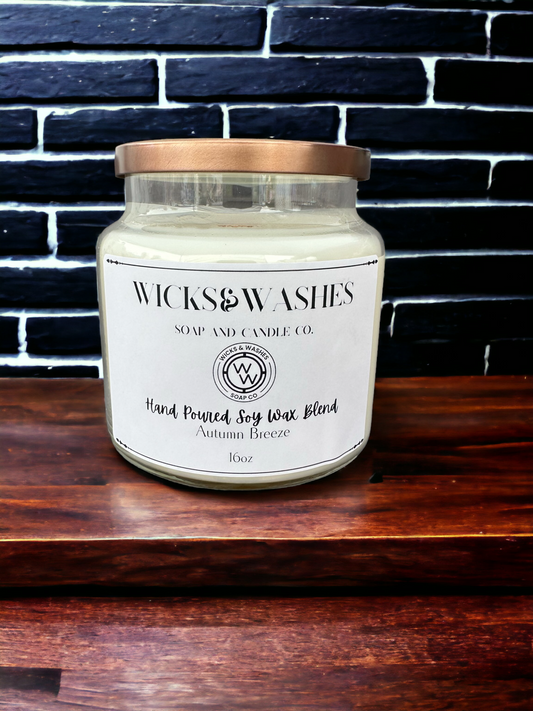 WICKS&WASHES
SOAP AND CANDLE CO.
WICKS & WASHES
W W
SOAP CO
Hand Poured Soy Wax Blend
Autumn Breeze
16oz